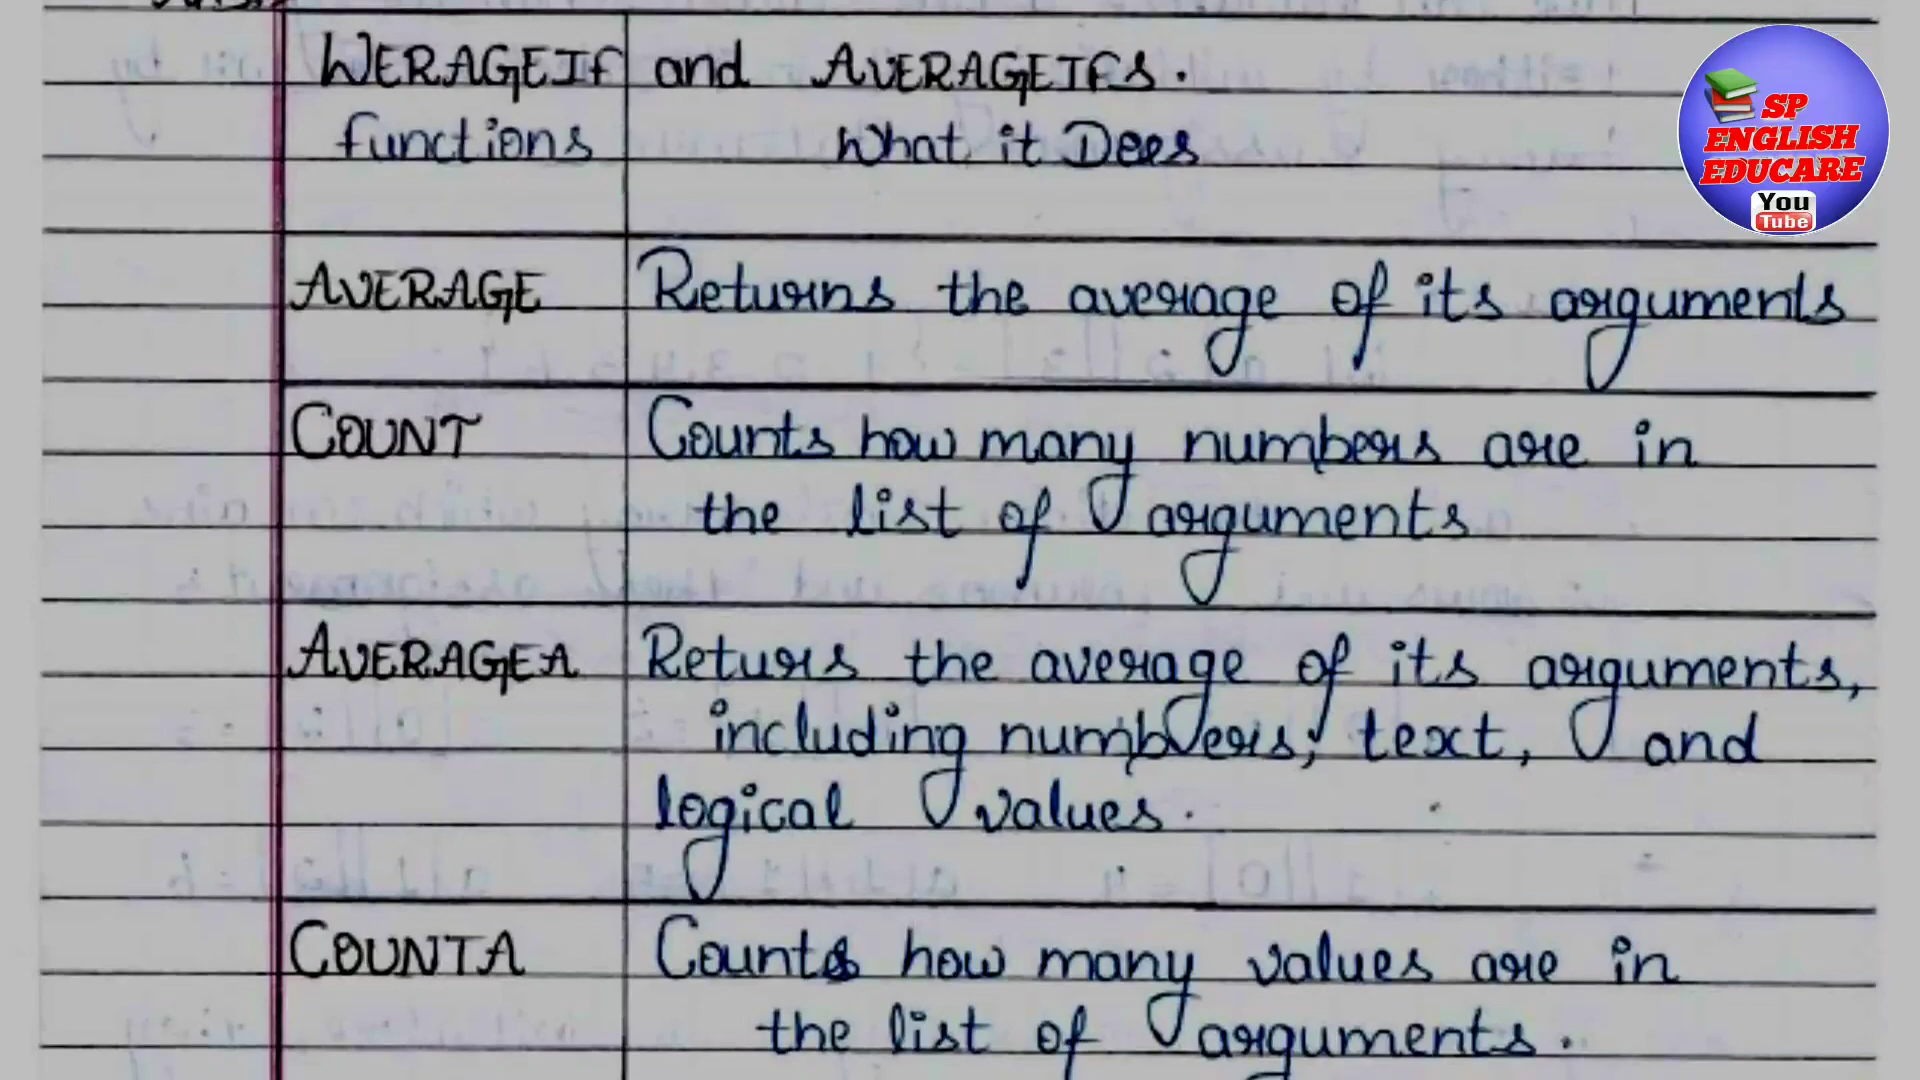 WERAGEIf and AVERAGEIFS.
functions What it Does
AVERAGE Returns the average of its arguments
COUNT Counts how many numbers are in
the list of arguments
AVERAGEA Returs the average of its arguments,
including numbers, text, and
logical values.
COUNTA Counts how many values are in
the list of arguments.
SP
ENGLISH
EDUCARE
You
Tube